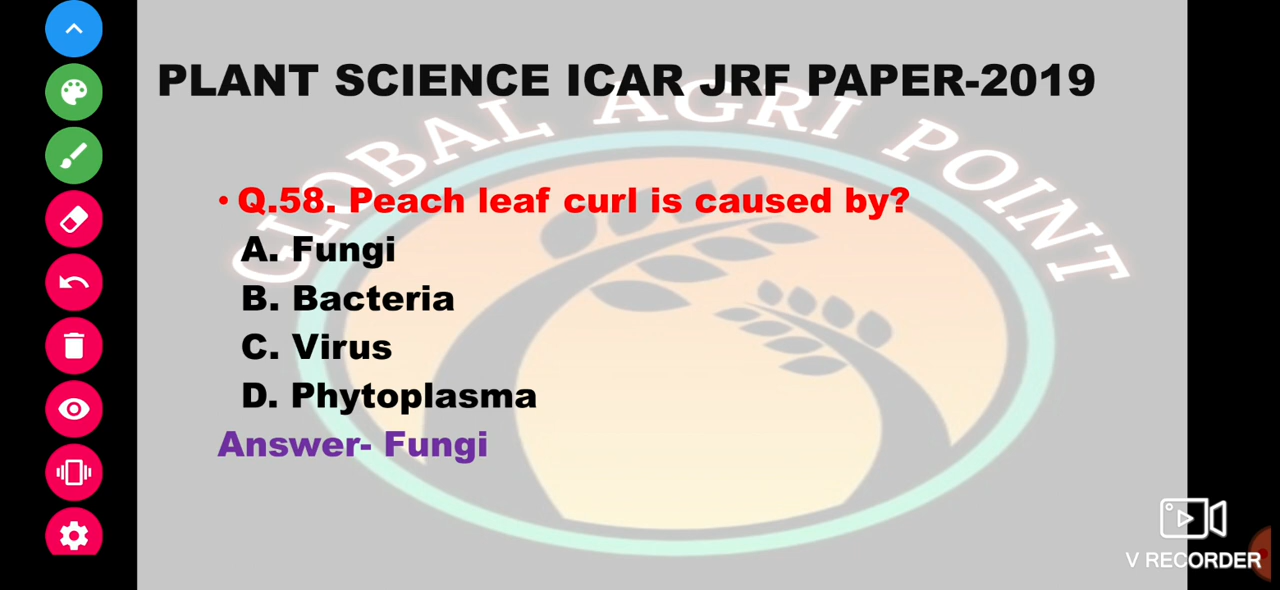 PLANT SCIENCE ICAR JRF PAPER-2019
GLOBAL AGRI POINT
• Q.58. Peach leaf curl is caused by?
A. Fungi
B. Bacteria
C. Virus
D. Phytoplasma
Answer- Fungi
V RECORDER